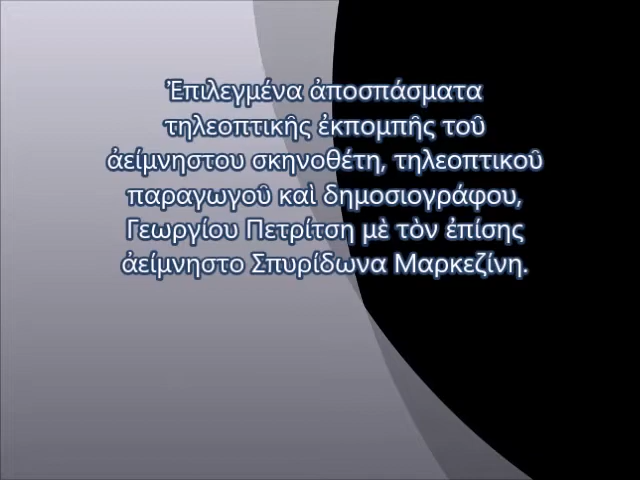 Ἐπιλεγμένα ἀποσπάσματα
τηλεοπτικῆς ἐκπομπῆς τοῦ
ἀείμνηστου σκηνοθέτη, τηλεοπτικοῦ
παραγωγοῦ καὶ δημοσιογράφου,
Γεωργίου Πετρίτση μὲ τὸν ἐπίσης
ἀείμνηστο Σπυρίδωνα Μαρκεζίνη.